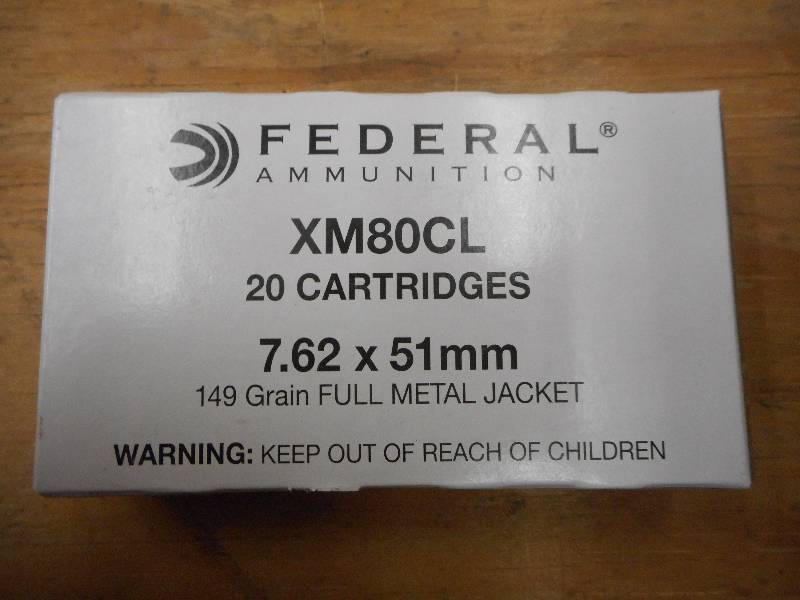 FEDERAL®
AMMUNITION
XM80CL
20 CARTRIDGES
7.62 x 51mm
149 Grain FULL METAL JACKET
WARNING: KEEP OUT OF REACH OF CHILDREN